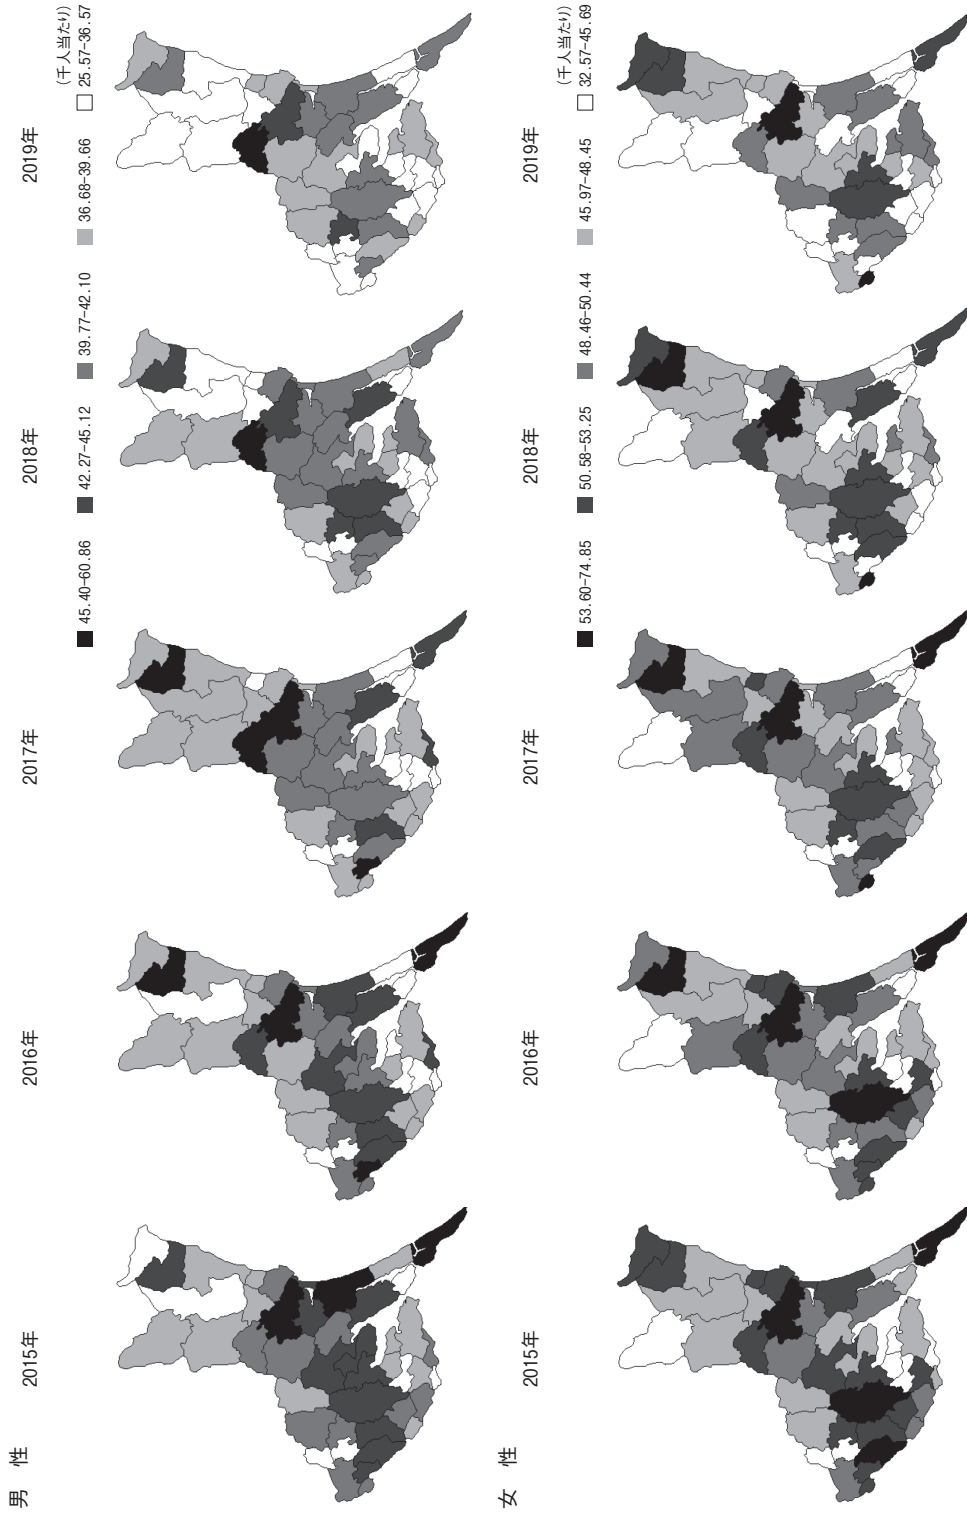 男　性
2015年
2016年
2017年
2018年
2019年
(千人当たり)
45.40-60.86
42.27-45.12
39.77-42.10
36.68-39.66
25.57-36.57
女　性
2015年
2016年
2017年
2018年
2019年
(千人当たり)
53.60-74.85
50.58-53.25
48.46-50.44
45.97-48.45
32.57-45.69